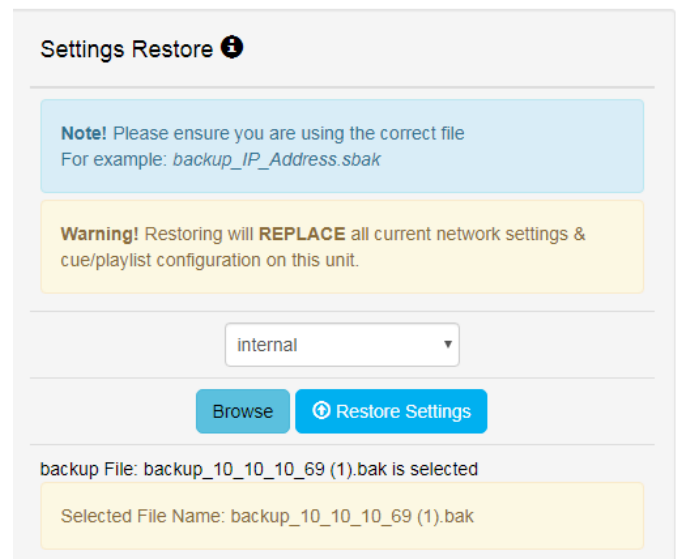 Settings Restore
Note! Please ensure you are using the correct file
For example: backup_IP_Address.sbak
Warning! Restoring will REPLACE all current network settings &
cue/playlist configuration on this unit.
internal
Browse
Restore Settings
backup File: backup_10_10_10_69 (1).bak is selected
Selected File Name: backup_10_10_10_69 (1).bak